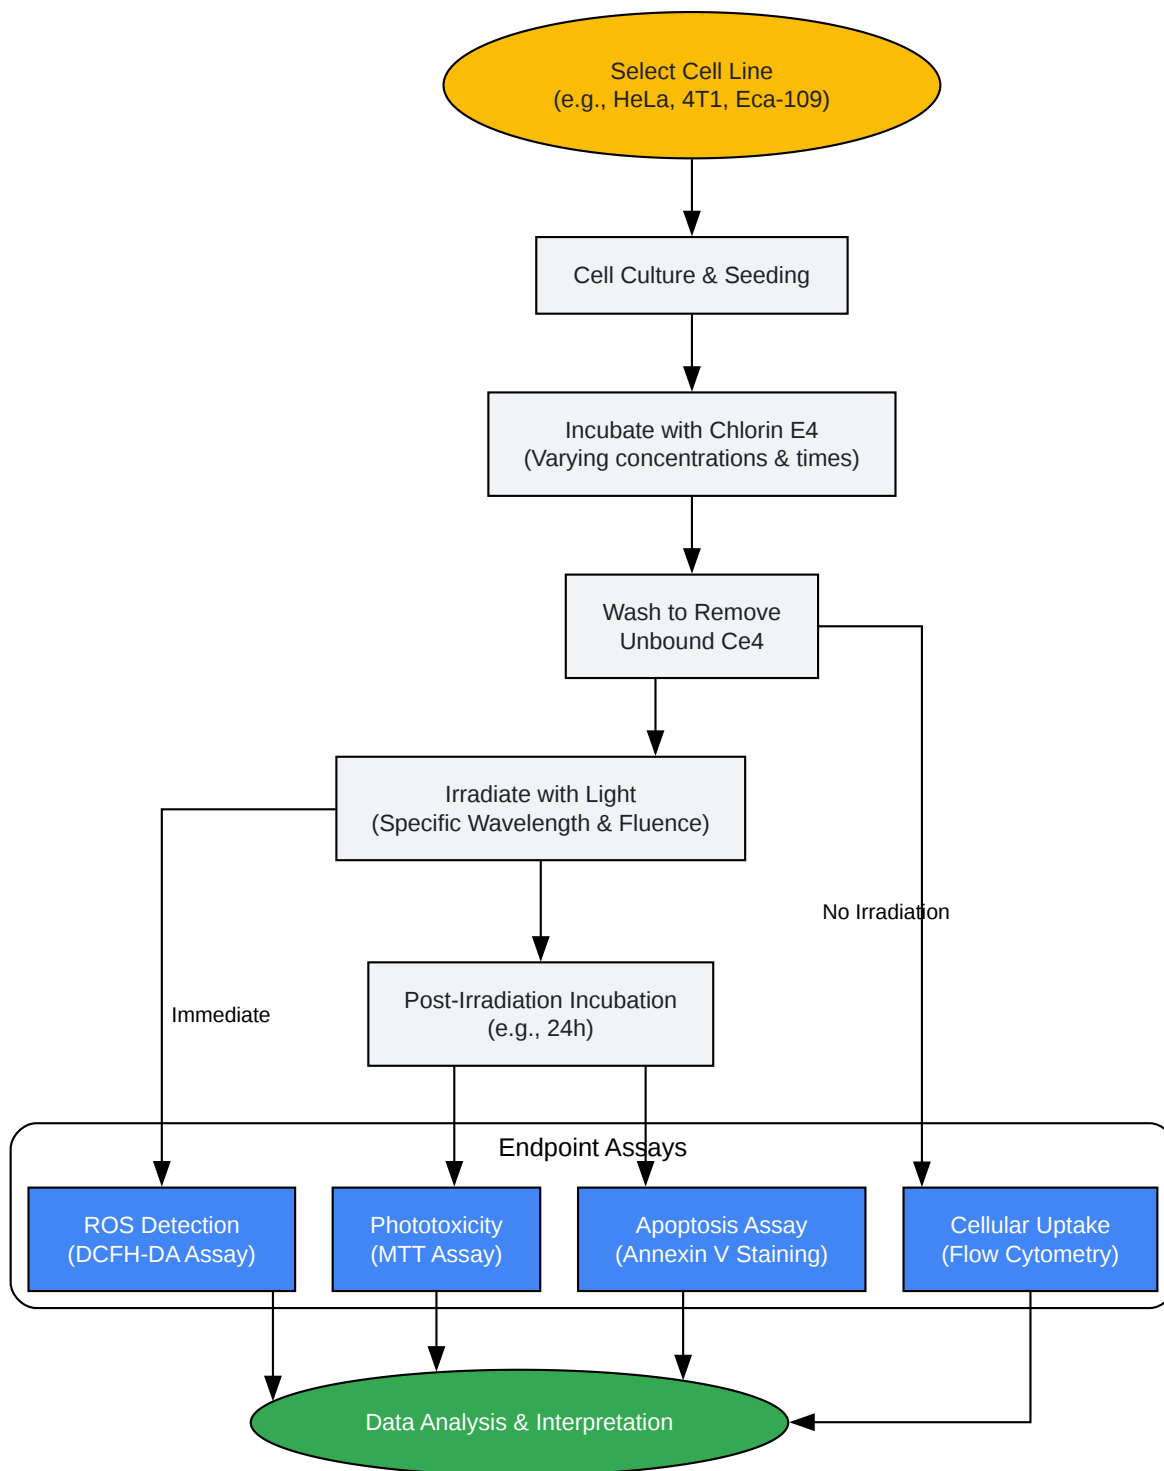 Select Cell Line
(e.g., HeLa, 4T1, Eca-109)
Cell Culture & Seeding
Incubate with Chlorin E4
(Varying concentrations & times)
Wash to Remove
Unbound Ce4
Irradiate with Light
(Specific Wavelength & Fluence)
No Irradiation
Post-Irradiation Incubation
(e.g., 24h)
Immediate
Endpoint Assays
ROS Detection
(DCFH-DA Assay)
Phototoxicity
(MTT Assay)
Apoptosis Assay
(Annexin V Staining)
Cellular Uptake
(Flow Cytometry)
Data Analysis & Interpretation